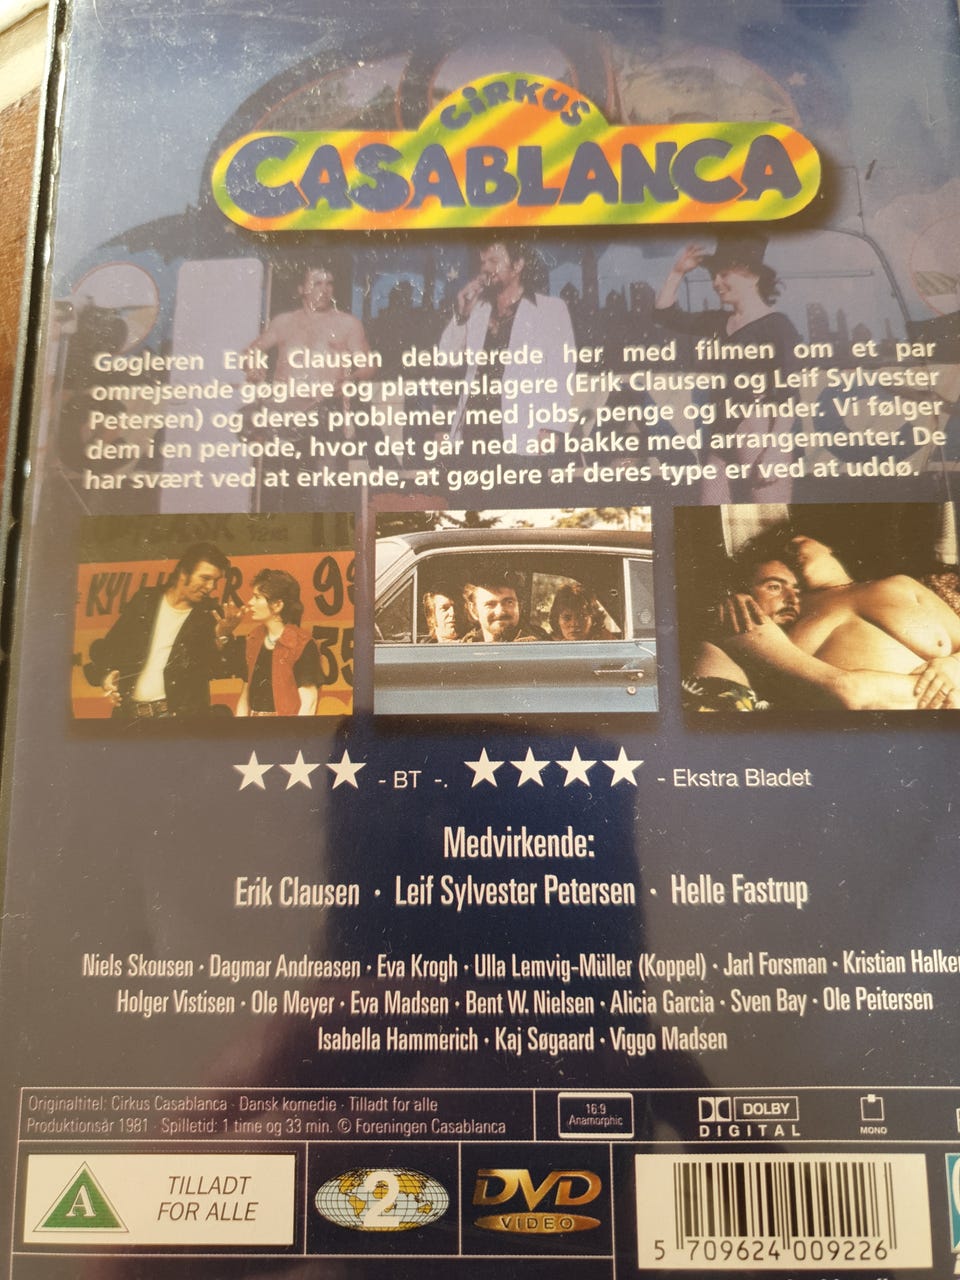 CIRKUS
CASABLANCA
Gøgleren Erik Clausen debuterede her med filmen om et par
omrejsende gøglere og plattenslagere (Erik Clausen og Leif Sylvester
Petersen) og deres problemer med jobs, penge og kvinder. Vi følger
dem i en periode, hvor det går ned ad bakke med arrangementer. De
har svært ved at erkende, at gøglere af deres type er ved at uddø.
- BT -.
- Ekstra Bladet
Medvirkende:
Erik Clausen · Leif Sylvester Petersen · Helle Fastrup
Niels Skousen · Dagmar Andreasen · Eva Krogh · Ulla Lemvig-Müller (Koppel) · Jarl Forsman · Kristian Halken
Holger Vistisen · Ole Meyer · Eva Madsen · Bent W. Nielsen · Alicia Garcia · Sven Bay · Ole Peitersen
Isabella Hammerich · Kaj Søgaard · Viggo Madsen
Originaltitel: Cirkus Casablanca · Dansk komedie · Tilladt for alle
Produktionsår 1981 · Spilletid: 1 time og 33 min. © Foreningen Casablanca
16:9
Anamorphic
DOLBY
DIGITAL
MONO
A
TILLADT
FOR ALLE
2
DVD
VIDEO
5 709624 009226